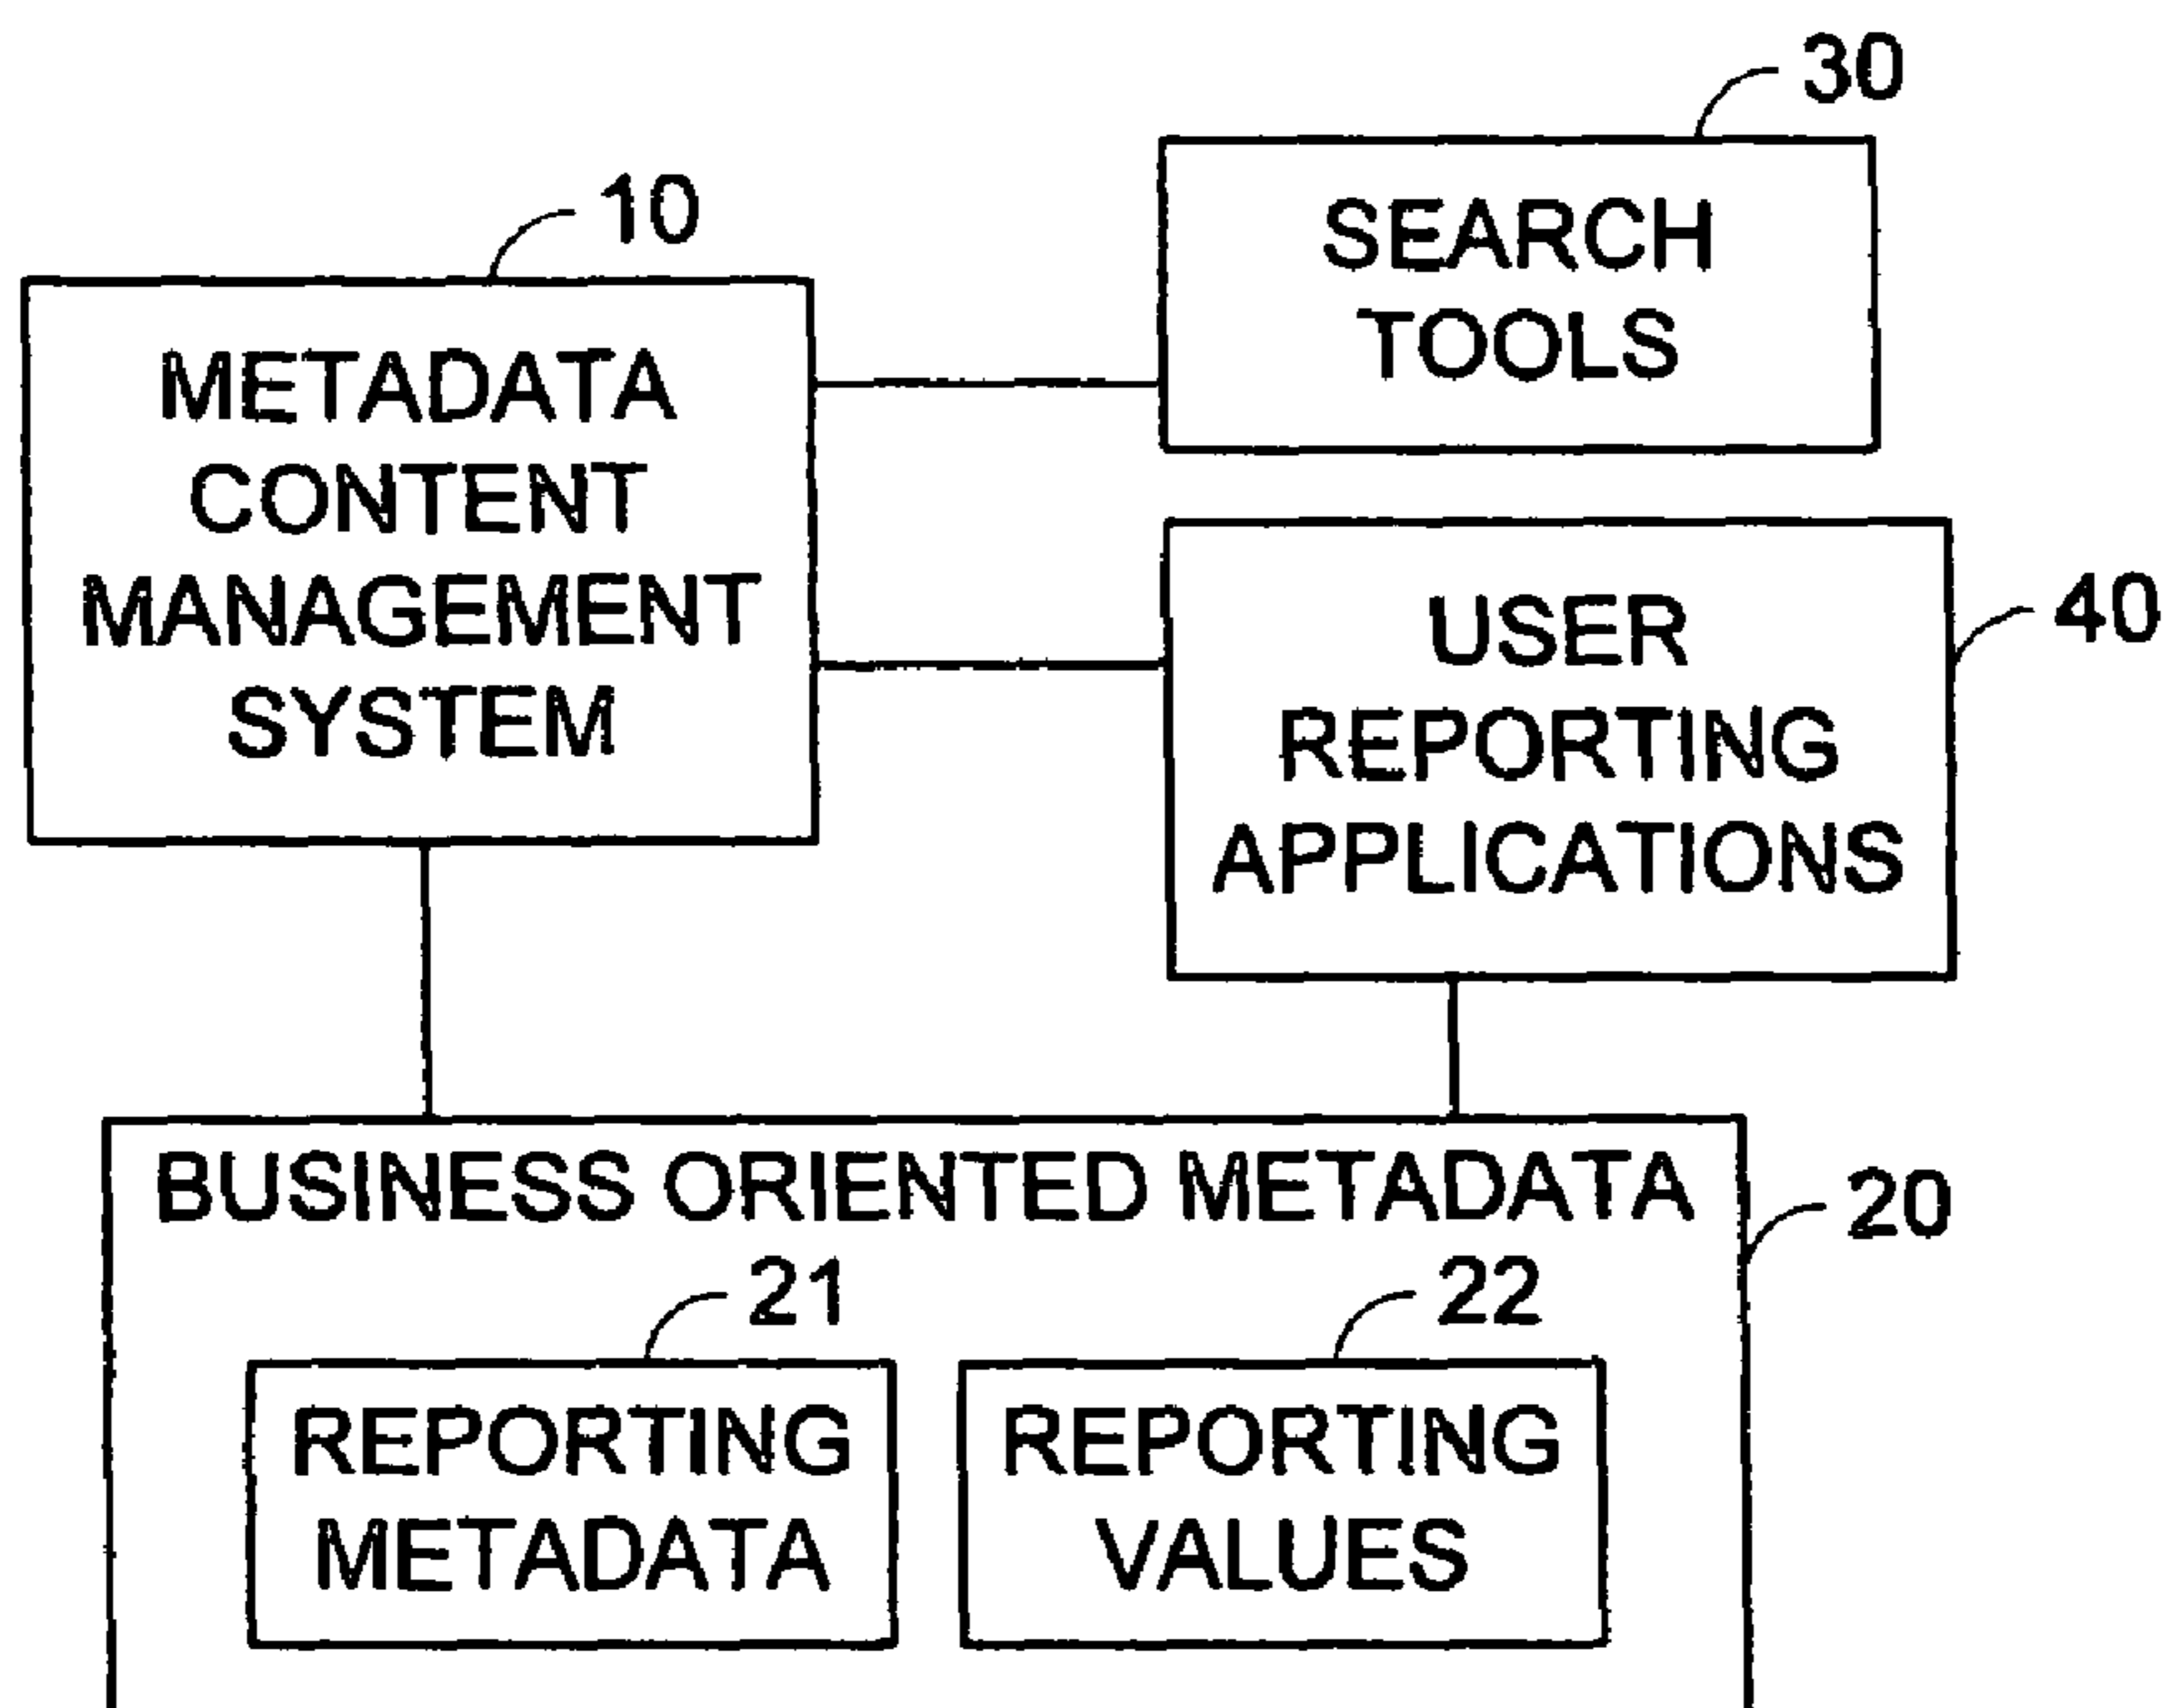 30
SEARCH
TOOLS
10
METADATA
CONTENT
MANAGEMENT
SYSTEM
40
USER
REPORTING
APPLICATIONS
BUSINESS ORIENTED METADATA
20
21
REPORTING
METADATA
22
REPORTING
VALUES